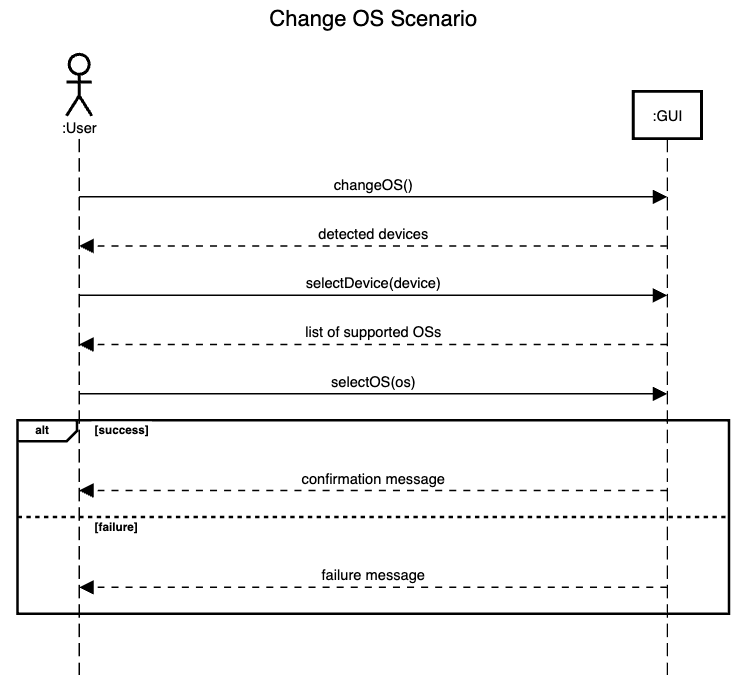 Change OS Scenario
:User
:GUI
changeOS()
detected devices
selectDevice(device)
list of supported OSs
selectOS(os)
alt
[success]
confirmation message
[failure]
failure message